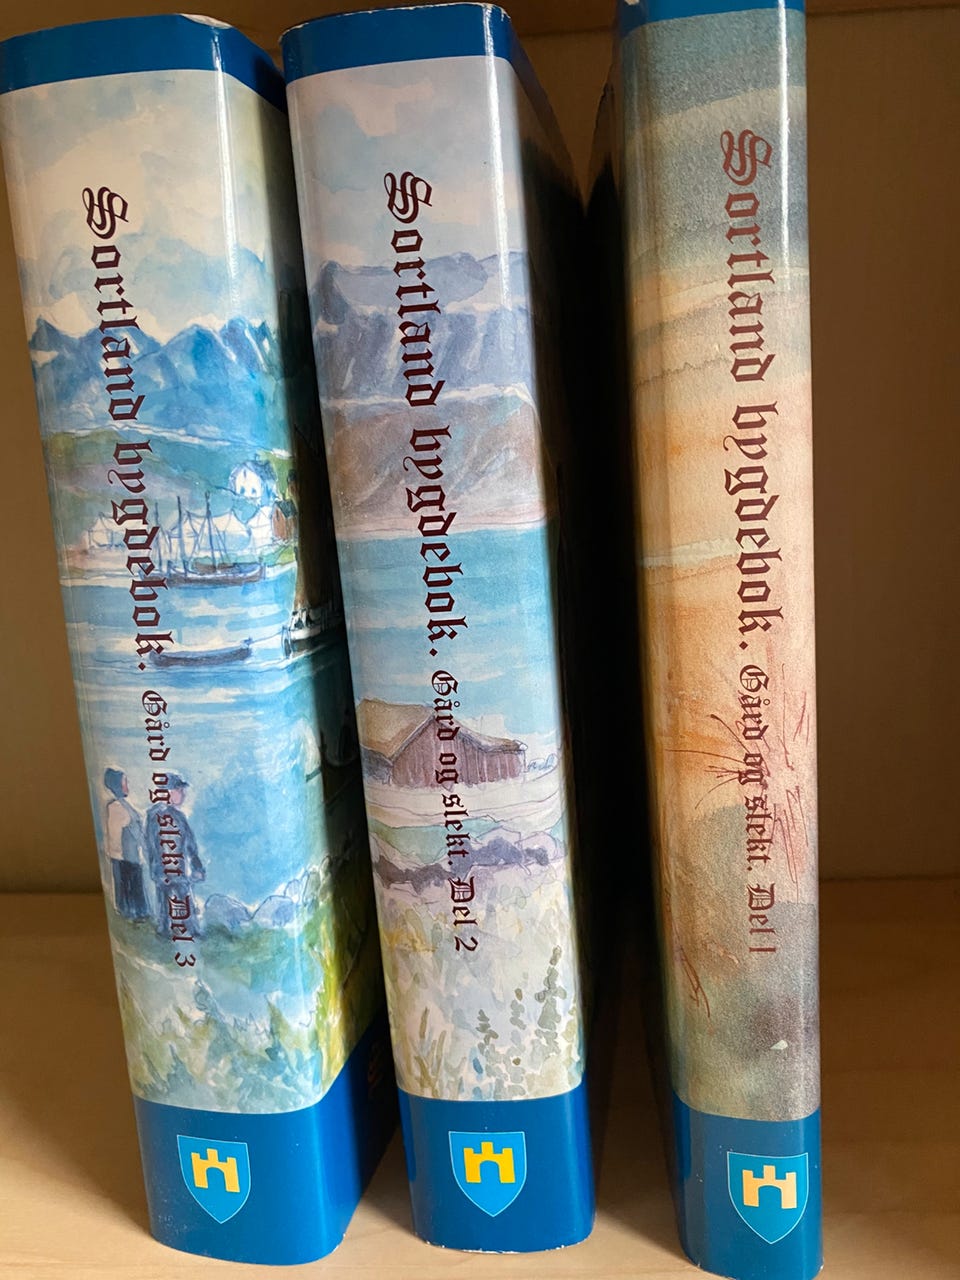 Sortland bygdebok. Gård og slekt. Del 3
Sortland bygdebok. Gård og slekt. Del 2
Sortland bygdebok. Gård og slekt. Del 1